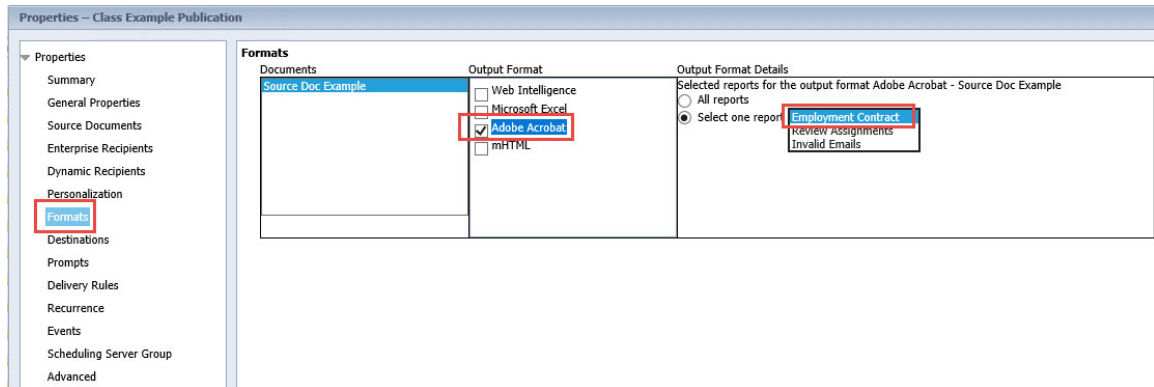 Properties – Class Example Publication
Properties
Summary
General Properties
Source Documents
Enterprise Recipients
Dynamic Recipients
Personalization
Formats
Destinations
Prompts
Delivery Rules
Recurrence
Events
Scheduling Server Group
Advanced
Formats
Documents
Source Doc Example
Output Format
Web Intelligence
Microsoft Excel
Adobe Acrobat
mHTML
Output Format Details
Selected reports for the output format Adobe Acrobat - Source Doc Example
All reports
Select one report
Employment Contract
Review Assignments
Invalid Emails